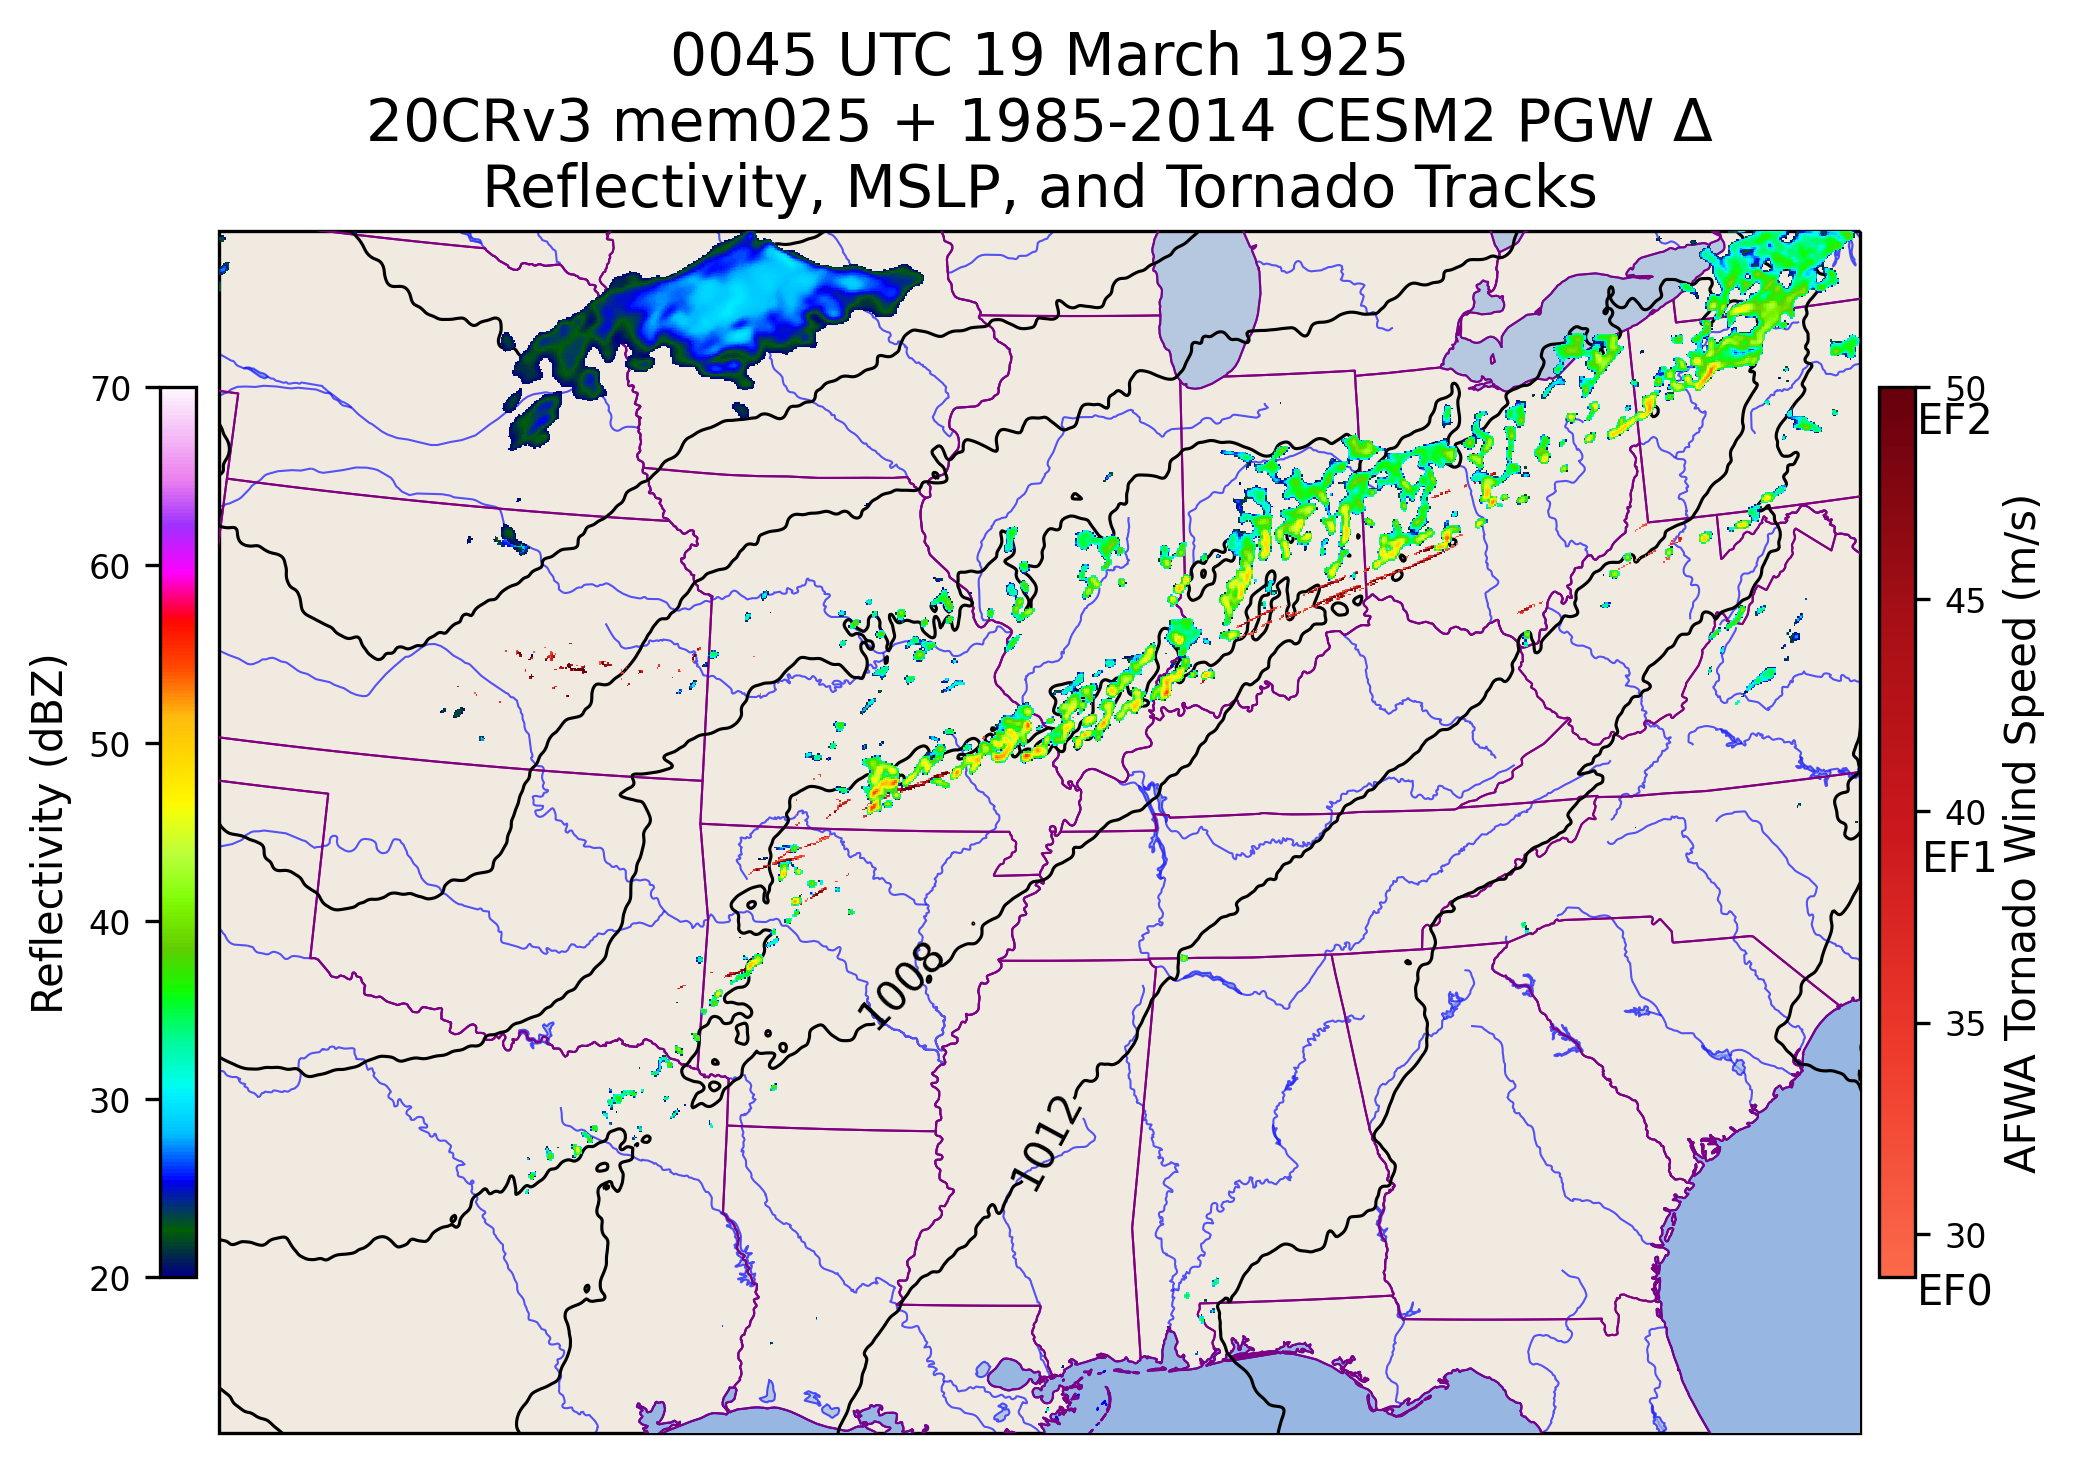 0045 UTC 19 March 1925
20CRv3 mem025 + 1985-2014 CESM2 PGW Δ
Reflectivity, MSLP, and Tornado Tracks
Reflectivity (dBZ)
70
60
50
40
30
20
1008
1012
50
EF2
45
40
EF1
35
30
EF0
AFWA Tornado Wind Speed (m/s)